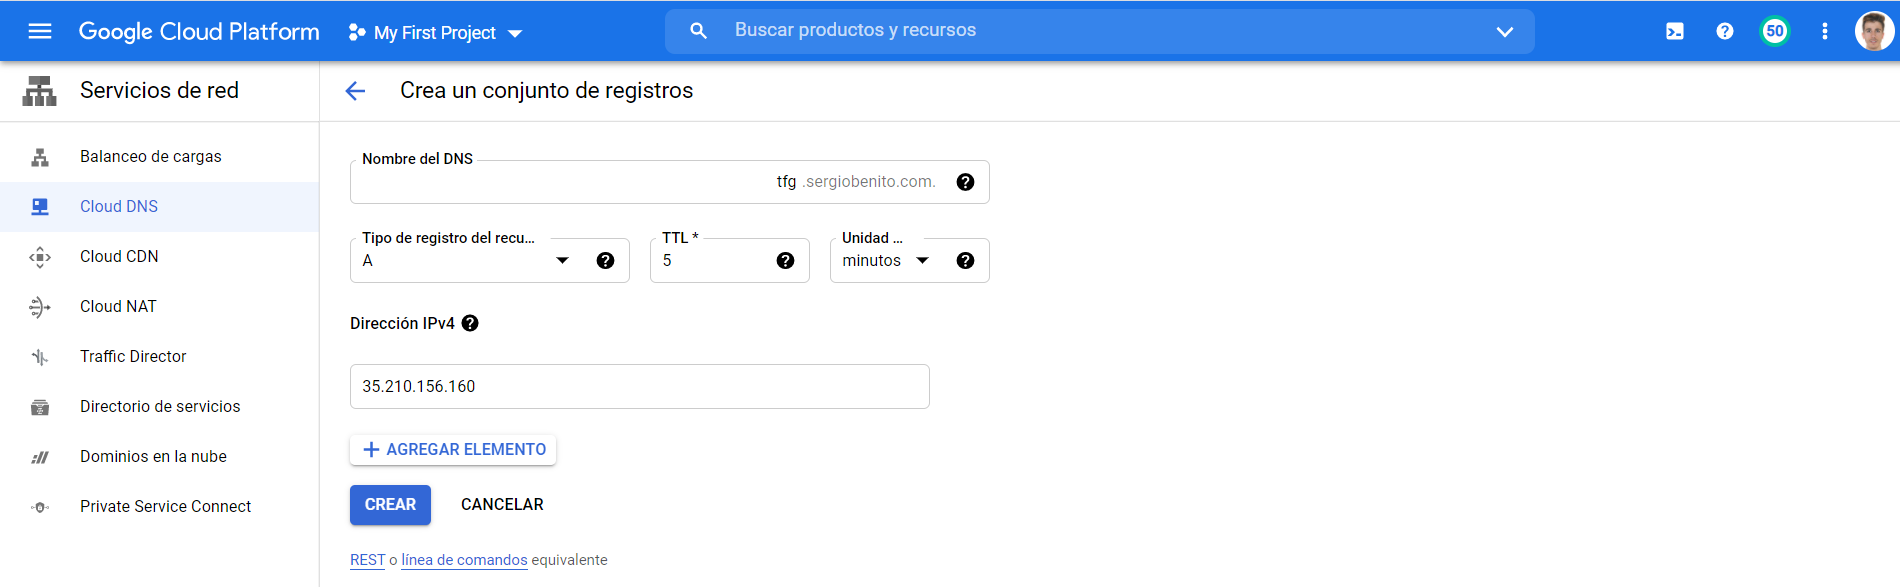 Google Cloud Platform
My First Project
Buscar productos y recursos
50
Servicios de red
Crea un conjunto de registros
Balanceo de cargas
Cloud DNS
Cloud CDN
Cloud NAT
Traffic Director
Directorio de servicios
Dominios en la nube
Private Service Connect
Nombre del DNS
tfg .sergiobenito.com.
Tipo de registro del recu...
A
TTL *
5
Unidad ...
minutos
Dirección IPv4
35.210.156.160
+ AGREGAR ELEMENTO
CREAR CANCELAR
REST o línea de comandos equivalente